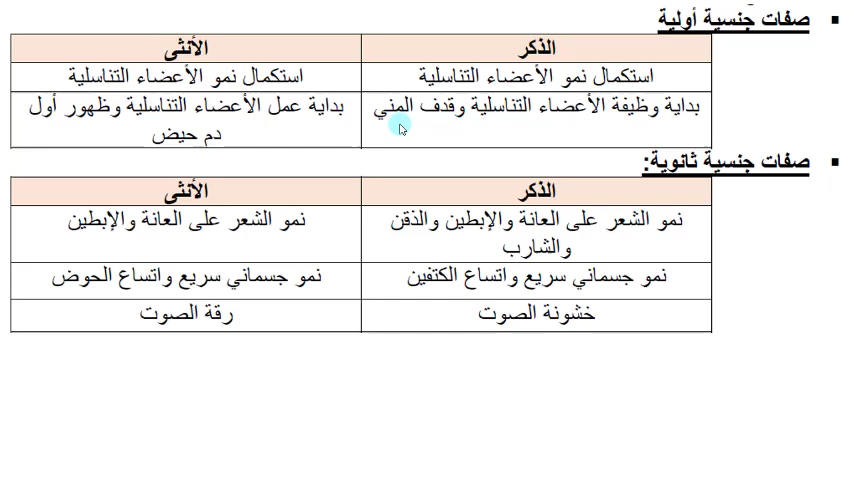 صفات جنسية أولية
الذكر
الأنثى
استكمال نمو الأعضاء التناسلية
استكمال نمو الأعضاء التناسلية
بداية وظيفة الأعضاء التناسلية وقدف المني
بداية عمل الأعضاء التناسلية وظهور أول
دم حيض
صفات جنسية ثانوية:
الذكر
الأنثى
نمو الشعر على العانة والإبطين والذقن
والشارب
نمو الشعر على العانة والإبطين
نمو جسماني سريع واتساع الكتفين
نمو جسماني سريع واتساع الحوض
خشونة الصوت
رقة الصوت